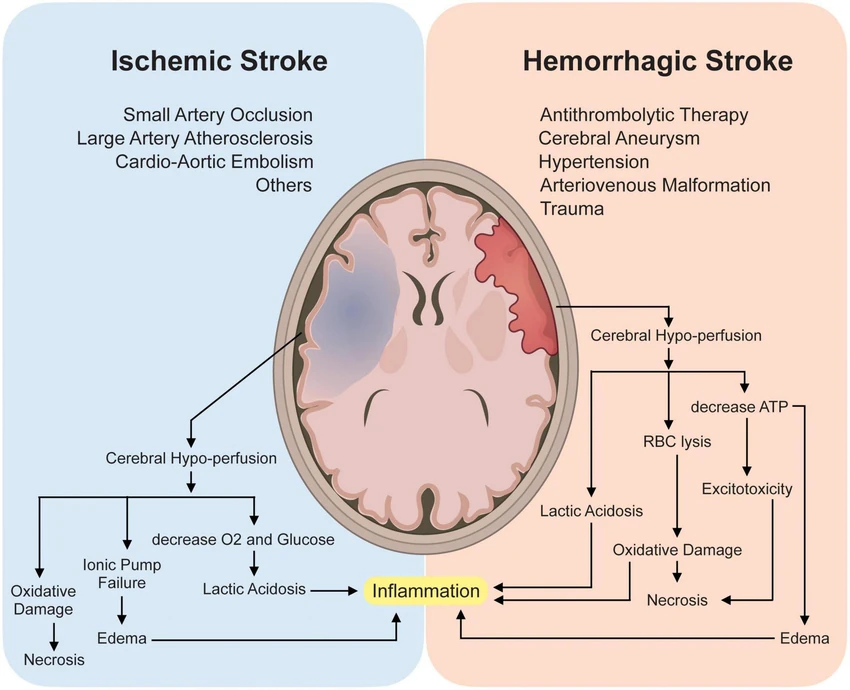 Ischemic Stroke
Small Artery Occlusion
Large Artery Atherosclerosis
Cardio-Aortic Embolism
Others
Cerebral Hypo-perfusion
decrease O2 and Glucose
Ionic Pump
Failure
Oxidative
Damage
Lactic Acidosis
Edema
Necrosis
Inflammation
Hemorrhagic Stroke
Antithrombolytic Therapy
Cerebral Aneurysm
Hypertension
Arteriovenous Malformation
Trauma
Cerebral Hypo-perfusion
decrease ATP
RBC lysis
Excitotoxicity
Lactic Acidosis
Oxidative Damage
Necrosis
Edema